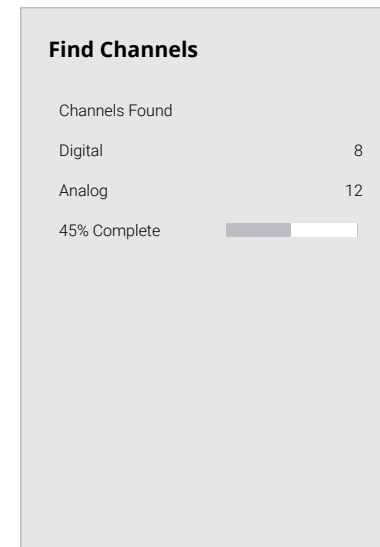 Find Channels
Channels Found
Digital 8
Analog 12
45% Complete